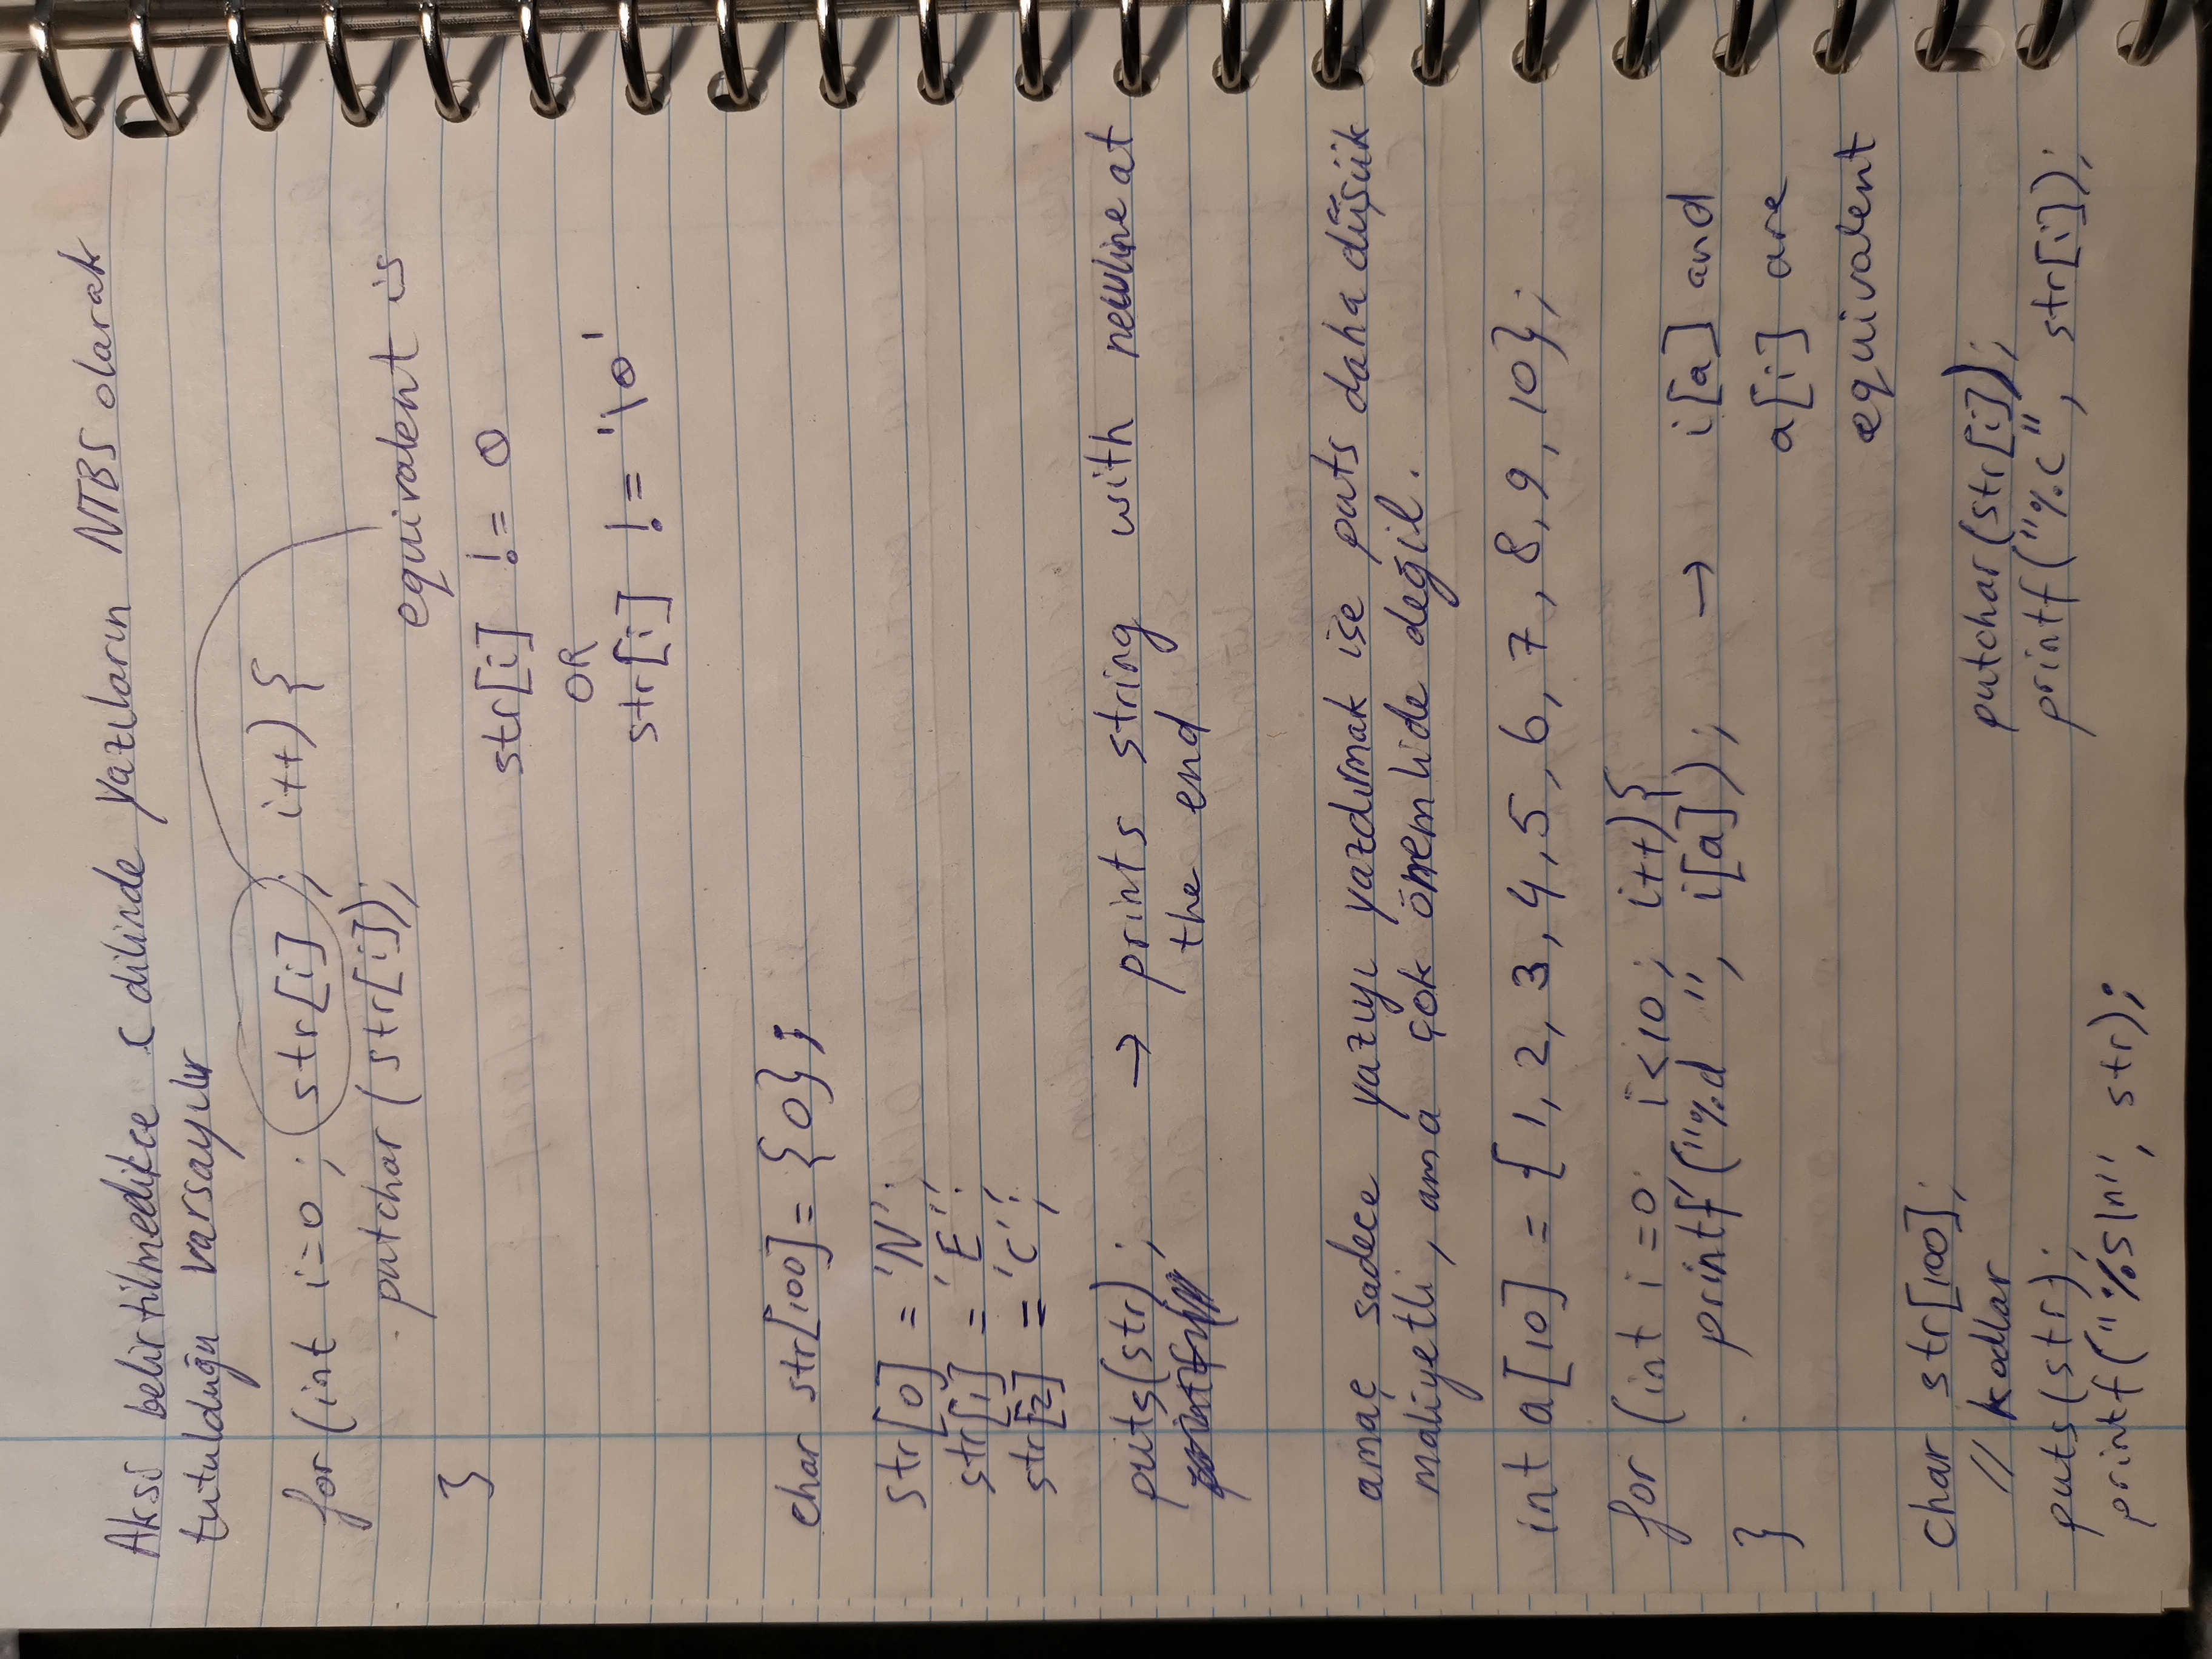 Aksi belirtilmedikce C dilinde yazıların NTBS olarak
tutulduğu varsayılır
for (int i=0; str[i]; i++) {
putchar (str[i]);
}
equivalent is
str[i] != 0
OR
str[i] != '\0'
char str[100] = {0};
str[0] = 'N';
str[1] = 'E';
str[2] = 'C';
puts(str); → prints string with newline at
the end
amaç sadece yazıyı yazdırmak ise puts daha düşük
maliyetli, ama çok önemlide değil.
int a[10] = {1, 2, 3, 4, 5, 6, 7, 8, 9, 10};
for (int i=0; i<10; i++){
printf("%d ", i[a]); → i[a] and
}
a[i] are
equivalent
char str[100];
// kodlar
puts(str);
printf("%s\n", str);
putchar(str[i]);
printf("%c", str[i]);